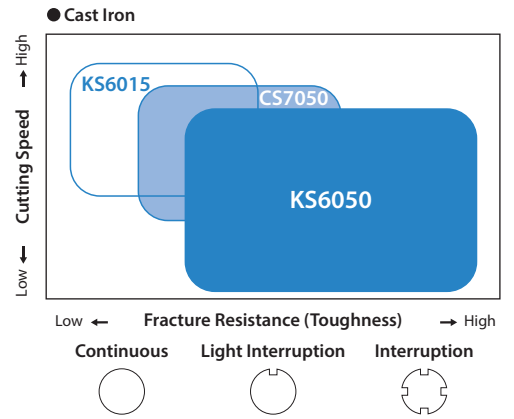 ● Cast Iron
High
Cutting Speed
Low
KS6015
CS7050
KS6050
Low ← Fracture Resistance (Toughness) → High
Continuous Light Interruption Interruption